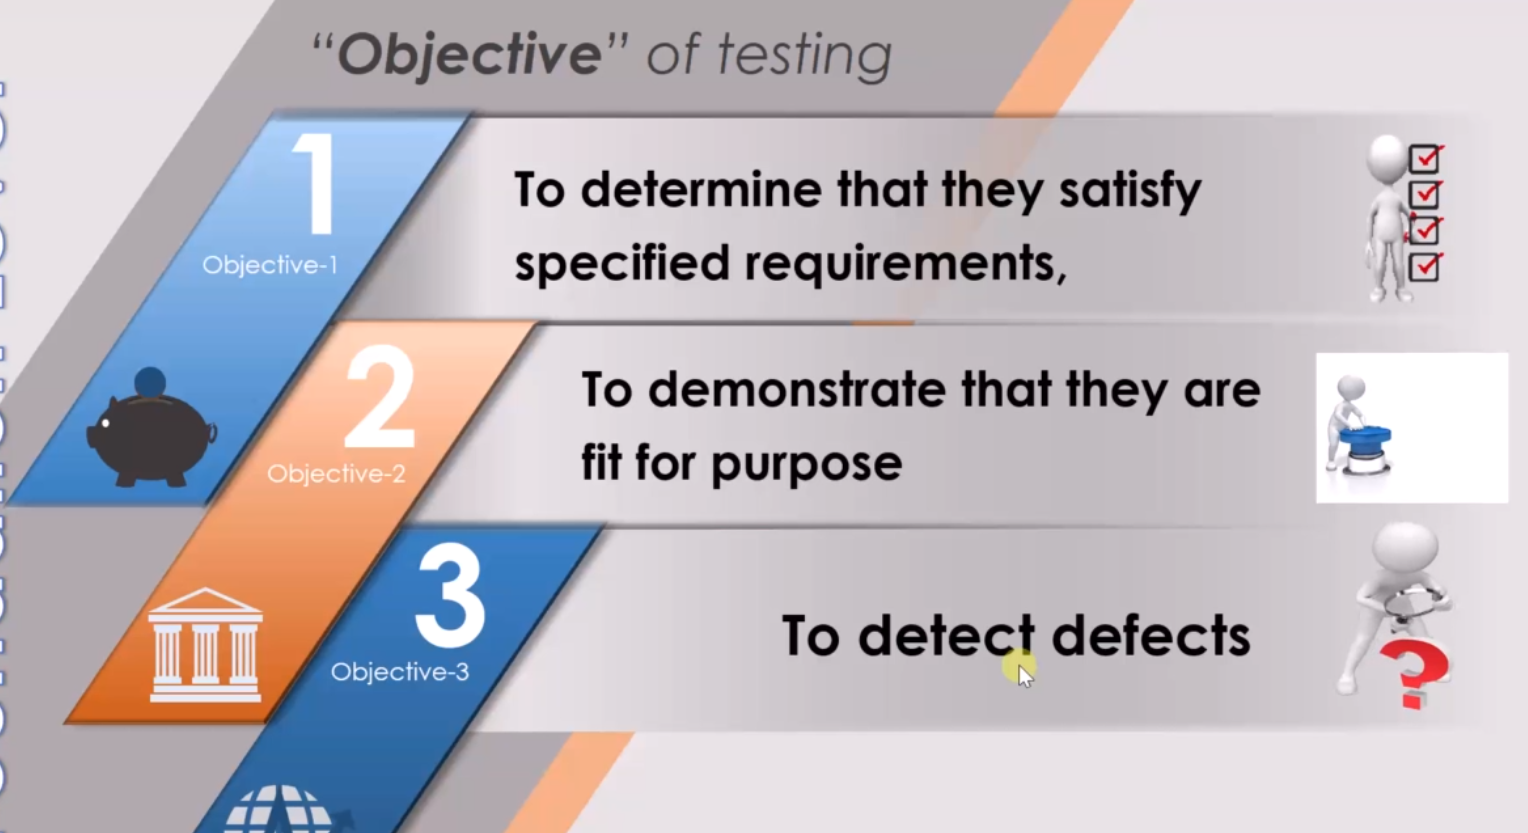 “Objective” of testing
1
Objective-1
To determine that they satisfy
specified requirements,
2
Objective-2
To demonstrate that they are
fit for purpose
3
Objective-3
To detect defects